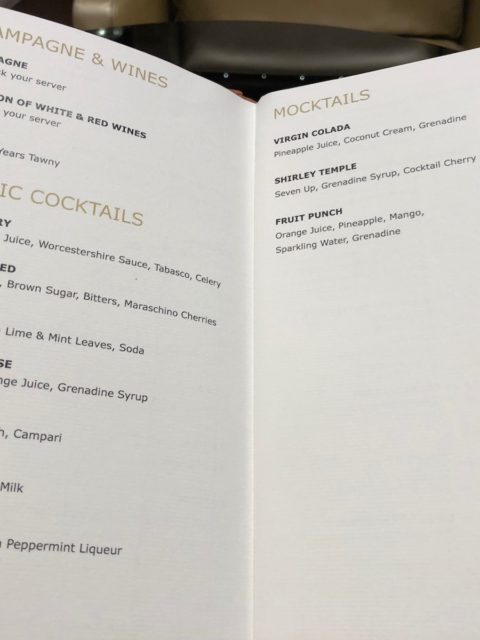 AMPAGNE & WINES
AGNE
k your server
ON OF WHITE & RED WINES
your server
Years Tawny
IC COCKTAILS
RY
Juice, Worcestershire Sauce, Tabasco, Celery
ED
, Brown Sugar, Bitters, Maraschino Cherries
Lime & Mint Leaves, Soda
SE
nge Juice, Grenadine Syrup
h, Campari
Milk
Peppermint Liqueur
MOCKTAILS
VIRGIN COLADA
Pineapple Juice, Coconut Cream, Grenadine
SHIRLEY TEMPLE
Seven Up, Grenadine Syrup, Cocktail Cherry
FRUIT PUNCH
Orange Juice, Pineapple, Mango,
Sparkling Water, Grenadine